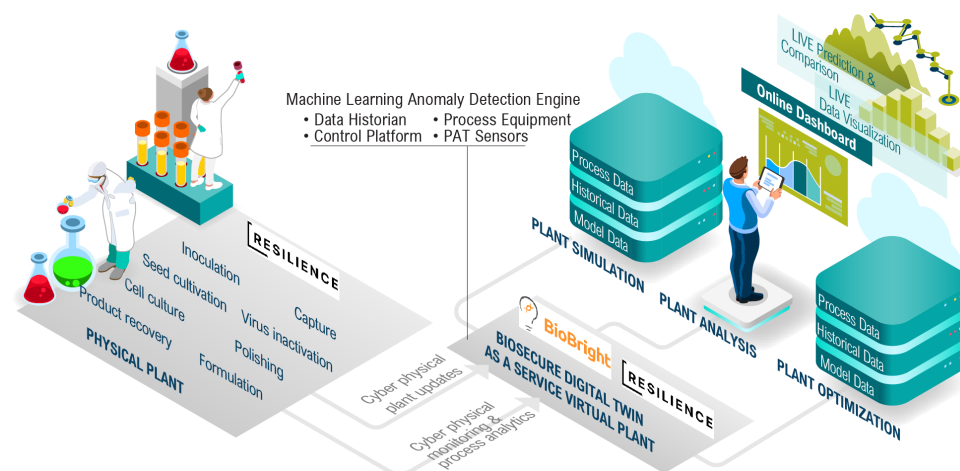 Machine Learning Anomaly Detection Engine
• Data Historian
• Process Equipment
• Control Platform
• PAT Sensors
RESILIENCE
Inoculation
Seed cultivation
Cell culture
Product recovery
Capture
Virus inactivation
Polishing
Formulation
PHYSICAL PLANT
Cyber physical
plant updates
Cyber physical
monitoring &
process analytics
BioBright
RESILIENCE
BIOSECURE DIGITAL TWIN
AS A SERVICE VIRTUAL PLANT
Process Data
Historical Data
Model Data
PLANT SIMULATION
PLANT ANALYSIS
LIVE Prediction &
Comparison
LIVE
Data Visualization
Online Dashboard
Process Data
Historical Data
Model Data
PLANT OPTIMIZATION